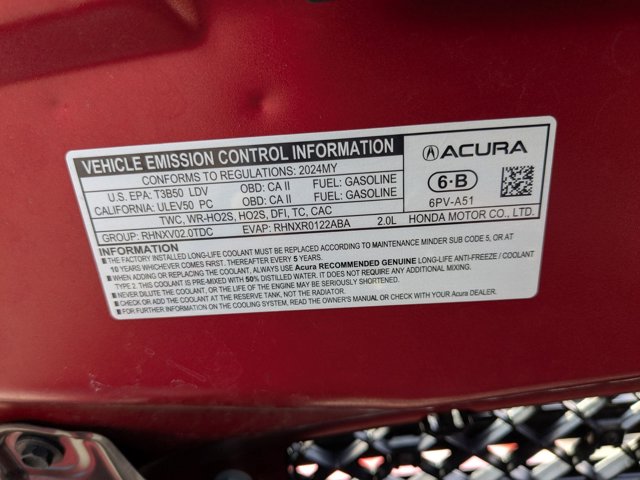 VEHICLE EMISSION CONTROL INFORMATION
CONFORMS TO REGULATIONS: 2024MY
U.S. EPA: T3B50 LDV OBD: CA II FUEL: GASOLINE
CALIFORNIA: ULEV50 PC OBD: CA II FUEL: GASOLINE
TWC, WR-HO2S, HO2S, DFI, TC, CAC
GROUP: RHNXV02.0TDC EVAP: RHNXR0122ABA 2.0L
ACURA
6·B
6PV-A51
HONDA MOTOR CO., LTD.
INFORMATION
■ THE FACTORY INSTALLED LONG-LIFE COOLANT MUST BE REPLACED ACCORDING TO MAINTENANCE MINDER SUB CODE 5, OR AT
10 YEARS WHICHEVER COMES FIRST. THEREAFTER EVERY 5 YEARS.
■ WHEN ADDING OR REPLACING THE COOLANT, ALWAYS USE Acura RECOMMENDED GENUINE LONG-LIFE ANTI-FREEZE / COOLANT
TYPE 2. THIS COOLANT IS PRE-MIXED WITH 50% DISTILLED WATER AND DOES NOT REQUIRE ANY ADDITIONAL MIXING.
■ NEVER DILUTE THE COOLANT, OR THE LIFE OF THE ENGINE MAY BE SERIOUSLY SHORTENED.
■ CHECK OR ADD THE COOLANT AT THE RESERVE TANK, NOT THE RADIATOR.
■ FOR FURTHER INFORMATION ON THE COOLING SYSTEM, READ THE OWNER'S MANUAL OR CHECK WITH YOUR Acura DEALER.